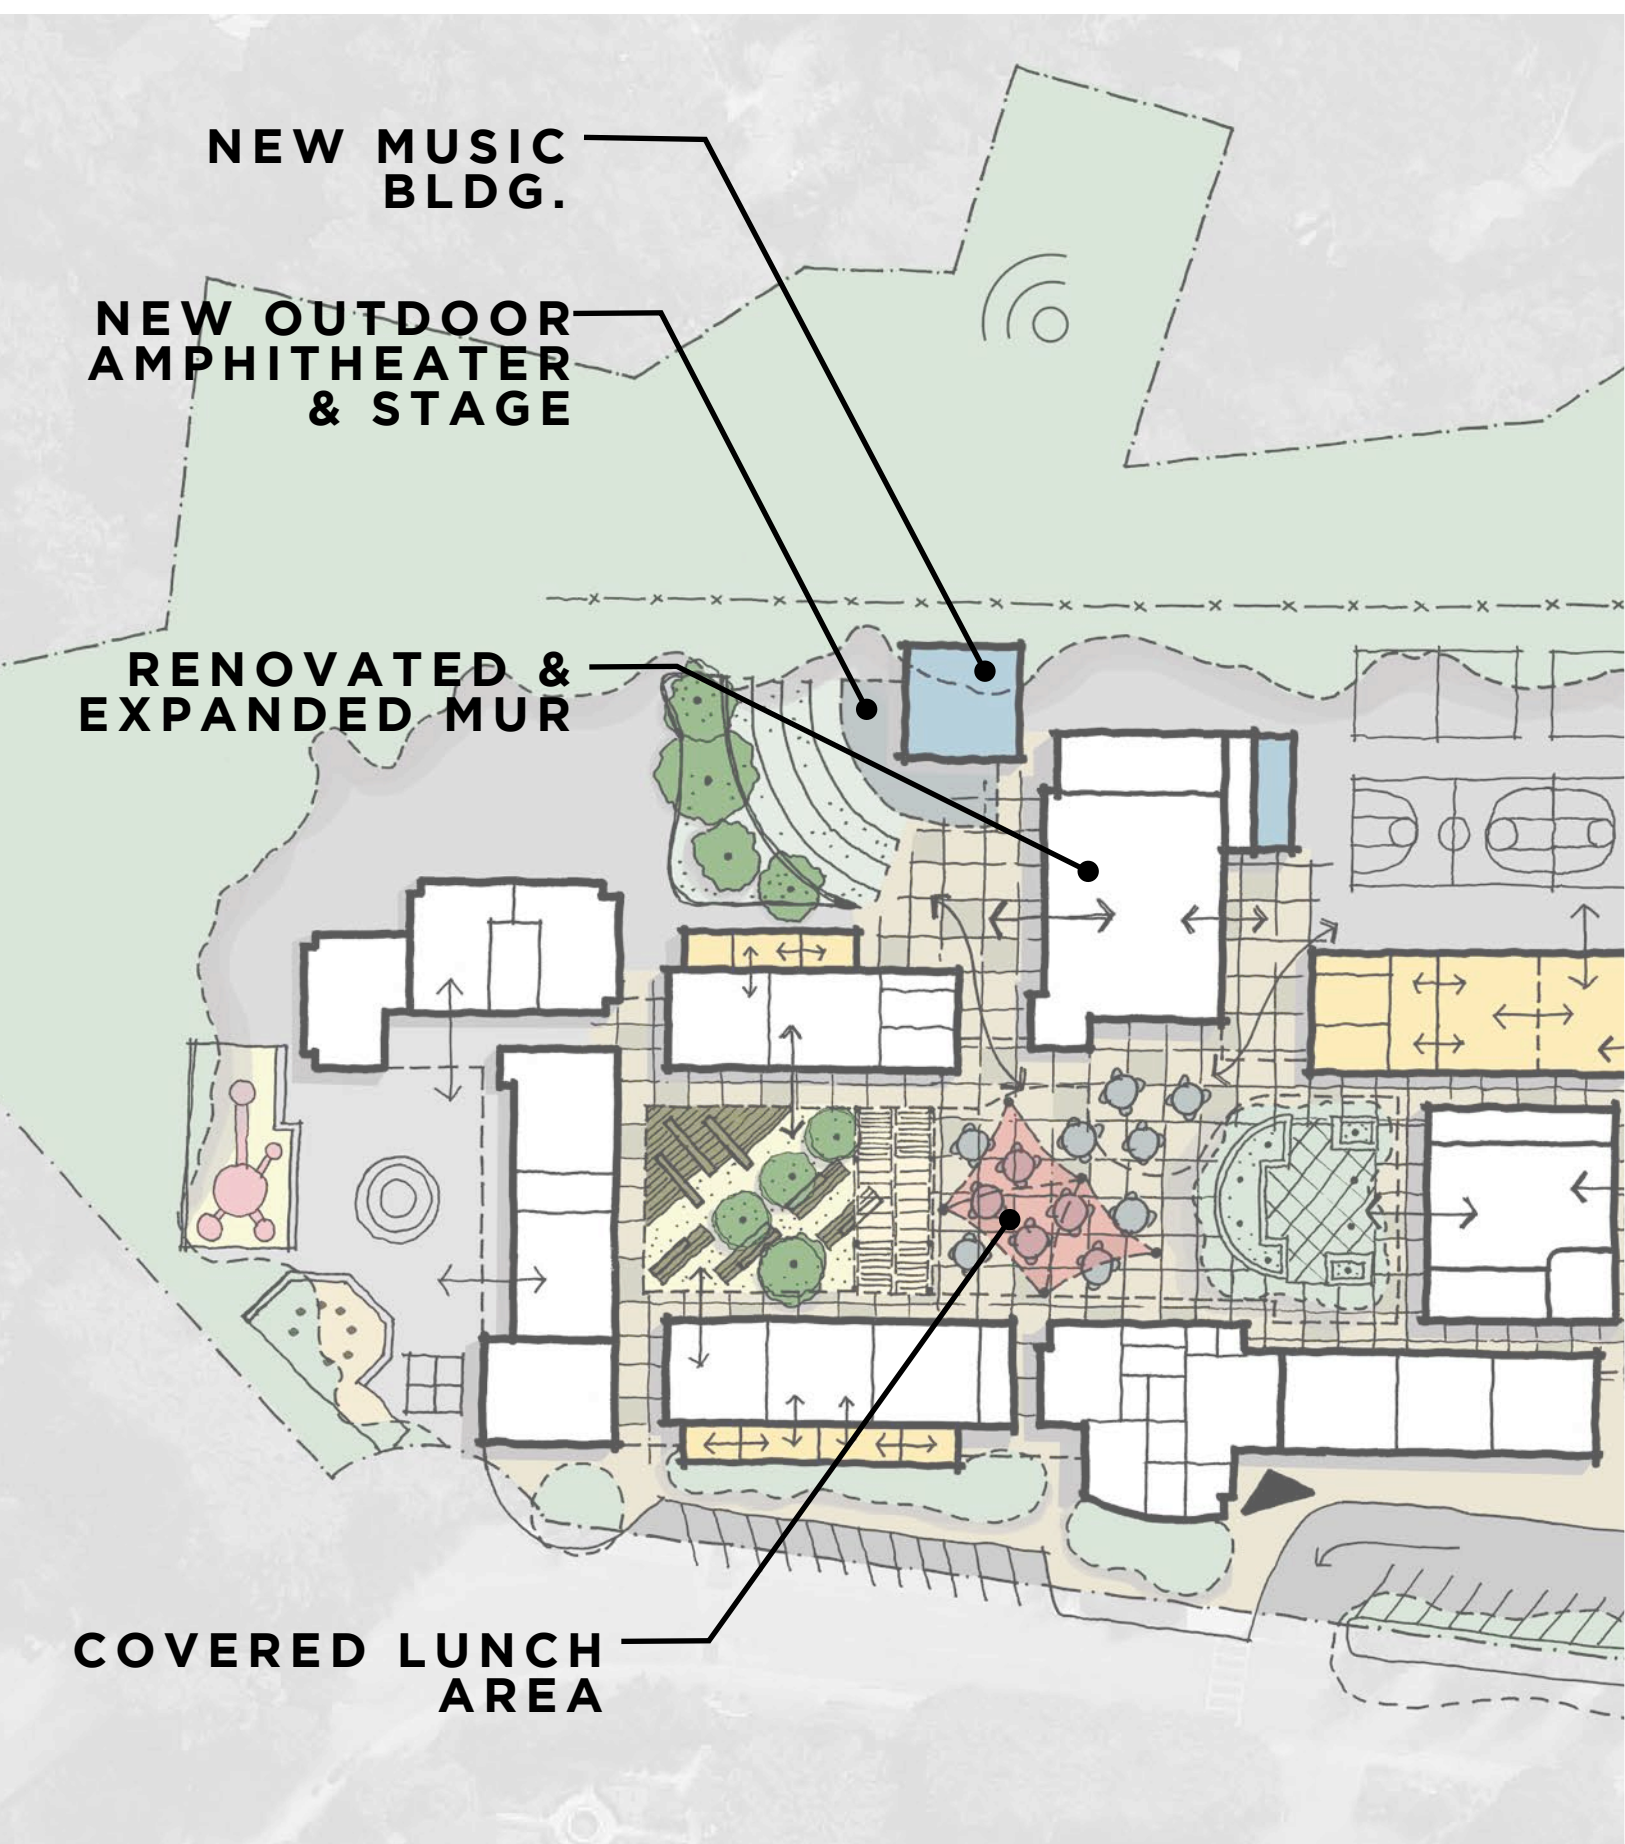 NEW MUSIC
BLDG.
NEW OUTDOOR
AMPHITHEATER
& STAGE
RENOVATED &
EXPANDED MUR
COVERED LUNCH
AREA